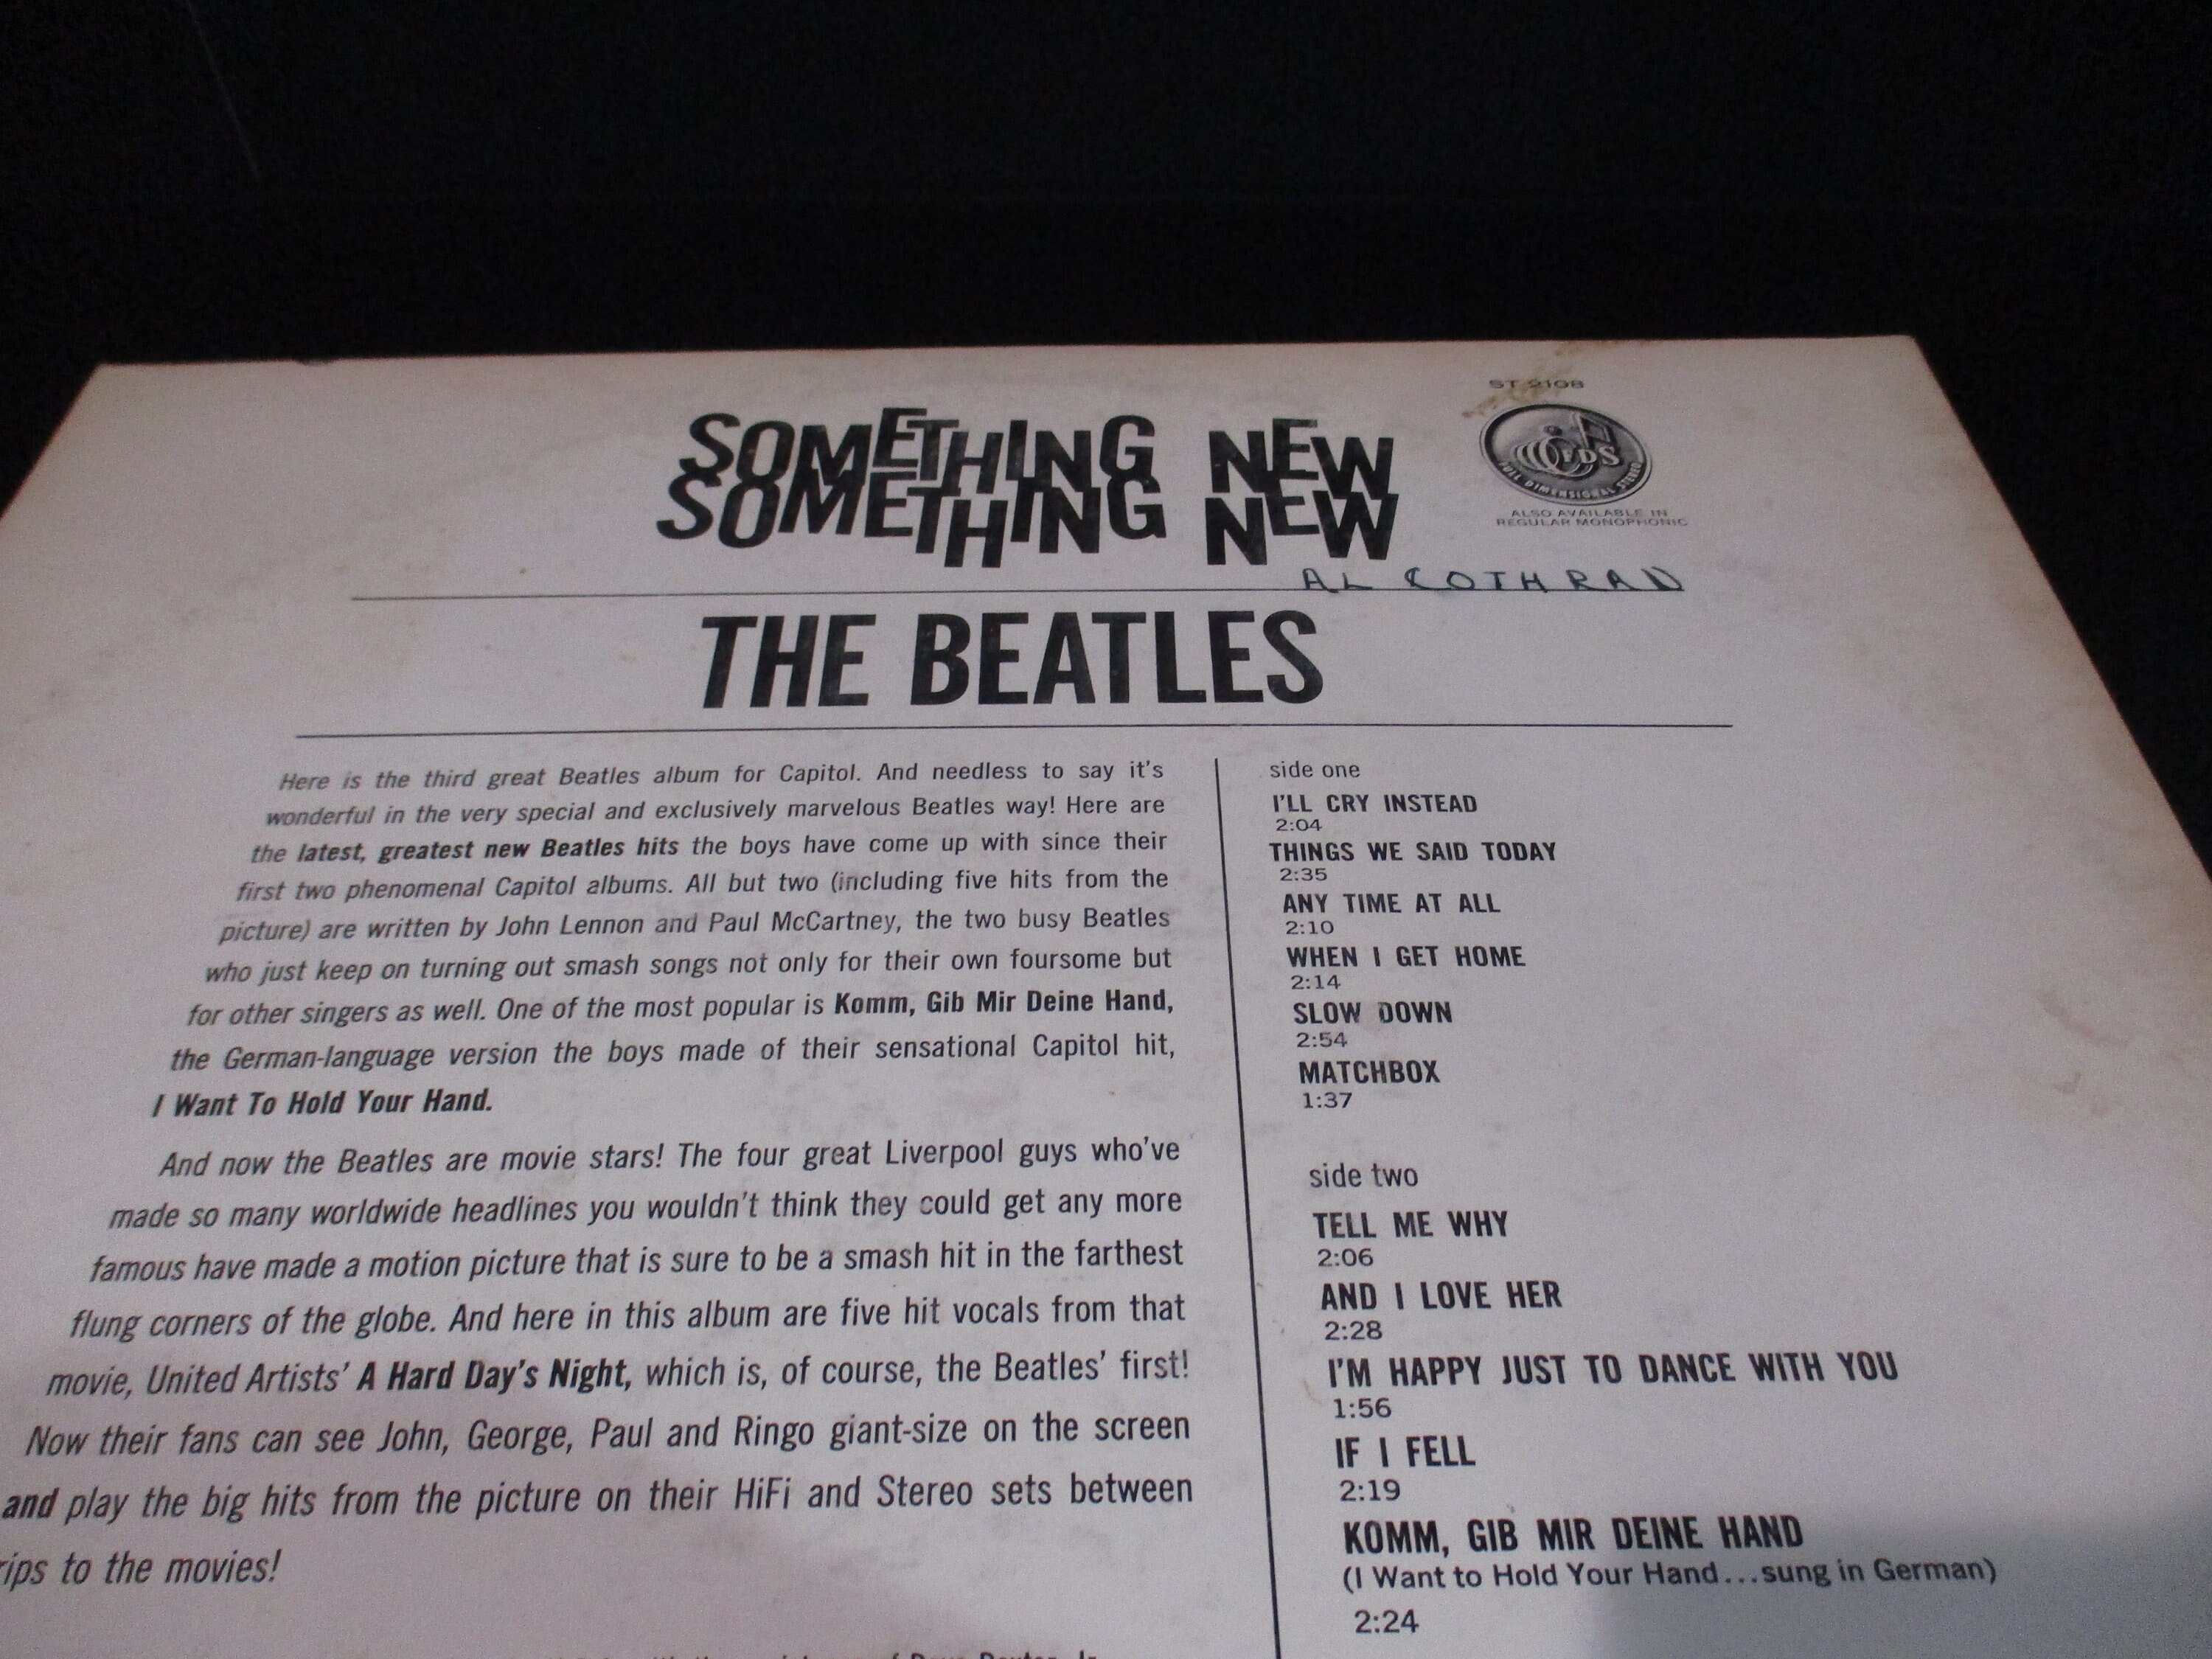 ST 2108
SOMETHING NEW
SOMETHING NEW
FDS
FULL DIMENSIONAL STEREO
ALSO AVAILABLE IN
REGULAR MONOPHONIC
AL COTHRAN
THE BEATLES
Here is the third great Beatles album for Capitol. And needless to say it's
wonderful in the very special and exclusively marvelous Beatles way! Here are
the latest, greatest new Beatles hits the boys have come up with since their
first two phenomenal Capitol albums. All but two (including five hits from the
picture) are written by John Lennon and Paul McCartney, the two busy Beatles
who just keep on turning out smash songs not only for their own foursome but
for other singers as well. One of the most popular is Komm, Gib Mir Deine Hand,
the German-language version the boys made of their sensational Capitol hit,
I Want To Hold Your Hand.
And now the Beatles are movie stars! The four great Liverpool guys who've
made so many worldwide headlines you wouldn't think they could get any more
famous have made a motion picture that is sure to be a smash hit in the farthest
flung corners of the globe. And here in this album are five hit vocals from that
movie, United Artists' A Hard Day's Night, which is, of course, the Beatles' first!
Now their fans can see John, George, Paul and Ringo giant-size on the screen
and play the big hits from the picture on their HiFi and Stereo sets between
rips to the movies!
side one
I'LL CRY INSTEAD
2:04
THINGS WE SAID TODAY
2:35
ANY TIME AT ALL
2:10
WHEN I GET HOME
2:14
SLOW DOWN
2:54
MATCHBOX
1:37
side two
TELL ME WHY
2:06
AND I LOVE HER
2:28
I'M HAPPY JUST TO DANCE WITH YOU
1:56
IF I FELL
2:19
KOMM, GIB MIR DEINE HAND
(I Want to Hold Your Hand...sung in German)
2:24